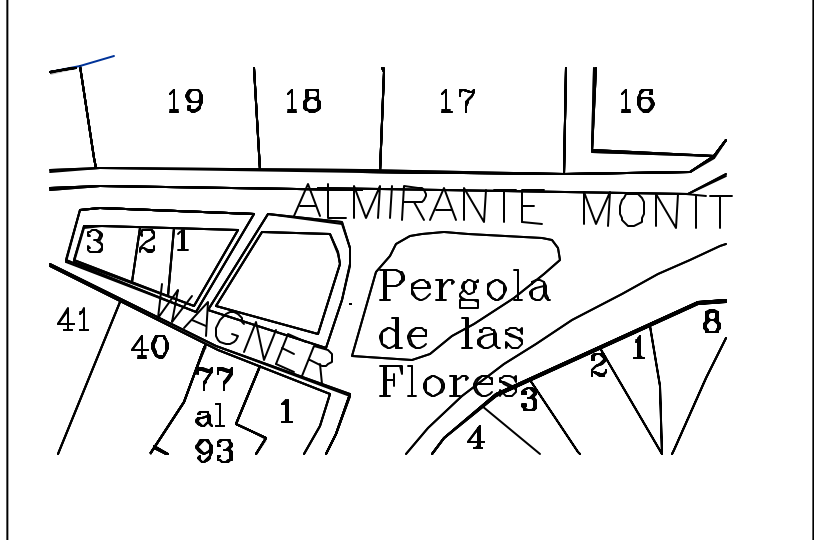 19 18 17 16
ALMIRANTE MONTT
3 2 1
WAGNER
Pergola
de las
Flores
41 40
77
al
93
1
4 3 2 1 8